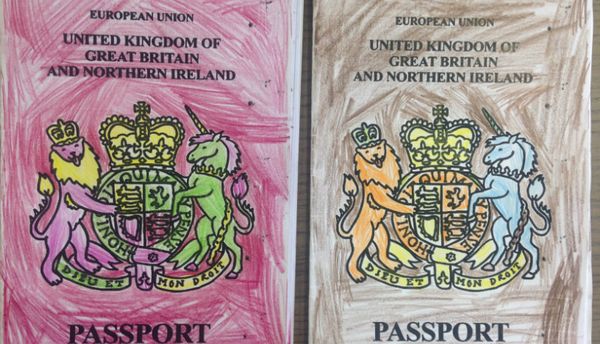 EUROPEAN UNION
UNITED KINGDOM OF
GREAT BRITAIN
AND NORTHERN IRELAND
DIEU ET MON DROIT
PASSPORT
EUROPEAN UNION
UNITED KINGDOM OF
GREAT BRITAIN
AND NORTHERN IRELAND
DIEU ET MON DROIT
PASSPORT